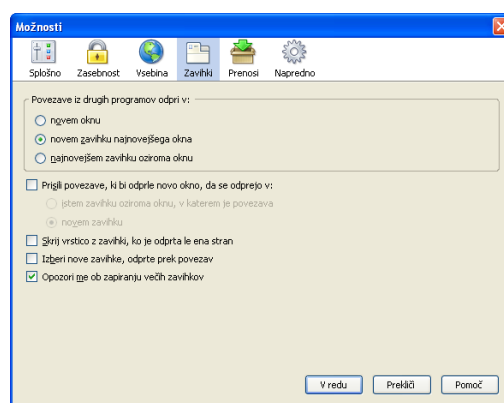 Možnosti
Splošno Zasebnost Vsebina Zavihki Prenosi Napredno
Povezave iz drugih programov odpri v:
novem oknu
novem zavihku najnovejšega okna
najnovejšem zavihku oziroma oknu
Prisili povezave, ki bi odprle novo okno, da se odprejo v:
istem zavihku oziroma oknu, v katerem je povezava
novem zavihku
Skrij vrstico z zavihki, ko je odprta le ena stran
Izberi nove zavihke, odprte prek povezav
Opozori me ob zapiranju večih zavihkov
V redu Prekliči Pomoč